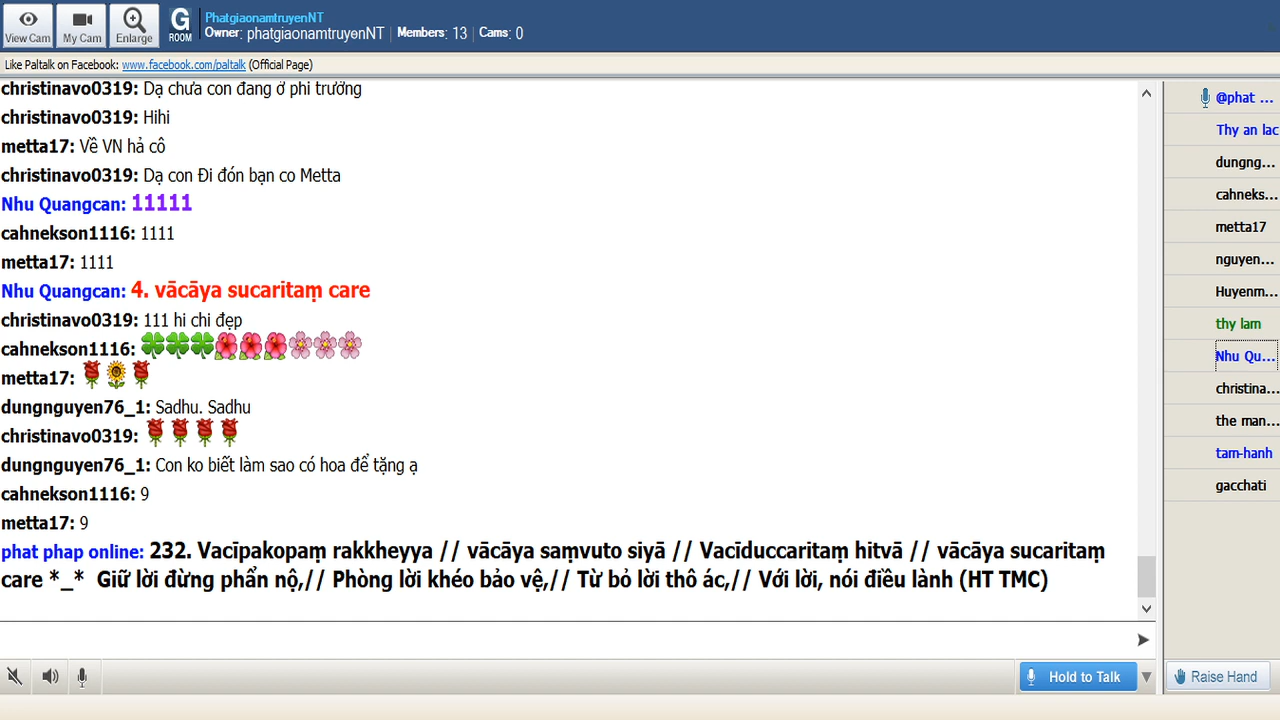 View Cam
My Cam
Enlarge
G
ROOM
PhatgiaonamtruyenNT
Owner: phatgiaonamtruyenNT | Members: 13 | Cams: 0
Like Paltalk on Facebook: www.facebook.com/paltalk (Official Page)
christinavo0319: Dạ chưa con đang ở phi trường
christinavo0319: Hihi
metta17: Về VN hả cô
christinavo0319: Dạ con Đi đón bạn co Metta
Nhu Quangcan: 11111
cahnekson1116: 1111
metta17: 1111
Nhu Quangcan: 4. vācāya sucaritaṃ care
christinavo0319: 111 hi chi đẹp
cahnekson1116: 🍀🍀🍀🌺🌺🌺🌸🌸🌸
metta17: 🌹🌻🌹
dungnguyen76_1: Sadhu. Sadhu
christinavo0319: 🌹🌹🌹🌹
dungnguyen76_1: Con ko biết làm sao có hoa để tặng ạ
cahnekson1116: 9
metta17: 9
phat phap online: 232. Vacīpakopaṃ rakkheyya // vācāya saṃvuto siyā // Vacīduccaritaṃ hitvā // vācāya sucaritaṃ
care *_* Giữ lời đừng phẩn nộ,// Phòng lời khéo bảo vệ,// Từ bỏ lời thô ác,// Với lời, nói điều lành (HT TMC)
@phat ...
Thy an lac
dungng...
cahneks...
metta17
nguyen...
Huyenm...
thy lam
Nhu Qu...
christina...
the man...
tam-hanh
gacchati
Hold to Talk
Raise Hand